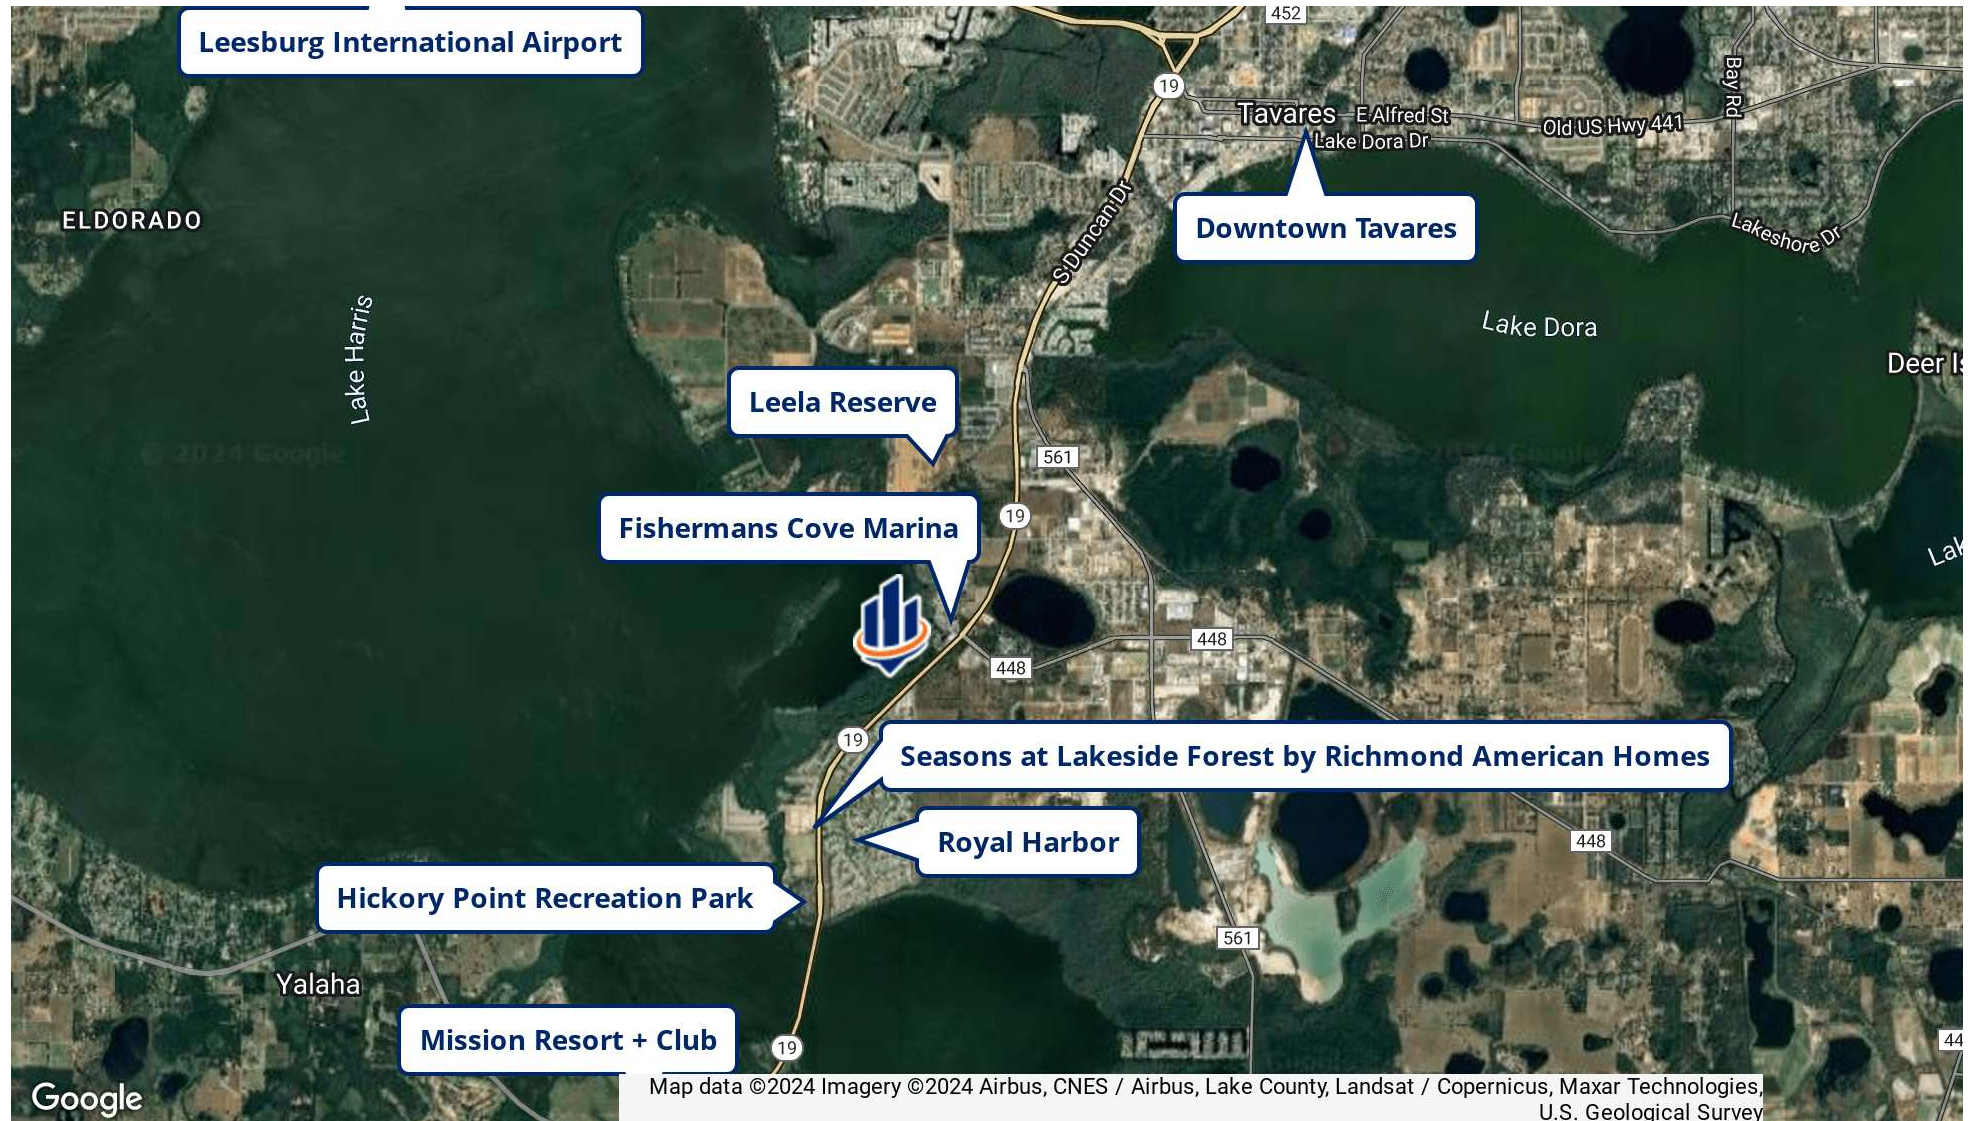 452
Leesburg International Airport
19
Bay Rd
Tavares
E Alfred St
Old US Hwy 441
Lake Dora Dr
ELDORADO
S Duncan Dr
Downtown Tavares
Lakeshore Dr
Lake Harris
Lake Dora
Deer Is
Leela Reserve
© 2024 Google
561
19
Fishermans Cove Marina
Lak
448
448
19
Seasons at Lakeside Forest by Richmond American Homes
Royal Harbor
448
Hickory Point Recreation Park
561
Yalaha
Mission Resort + Club
19
44
Google
Map data ©2024 Imagery ©2024 Airbus, CNES / Airbus, Lake County, Landsat / Copernicus, Maxar Technologies,
U.S. Geological Survey